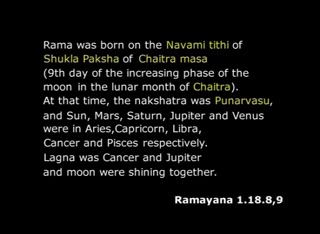 Rama was born on the Navami tithi of
Shukla Paksha of Chaitra masa
(9th day of the increasing phase of the
moon in the lunar month of Chaitra).
At that time, the nakshatra was Punarvasu,
and Sun, Mars, Saturn, Jupiter and Venus
were in Aries,Capricorn, Libra,
Cancer and Pisces respectively.
Lagna was Cancer and Jupiter
and moon were shining together.
Ramayana 1.18.8,9